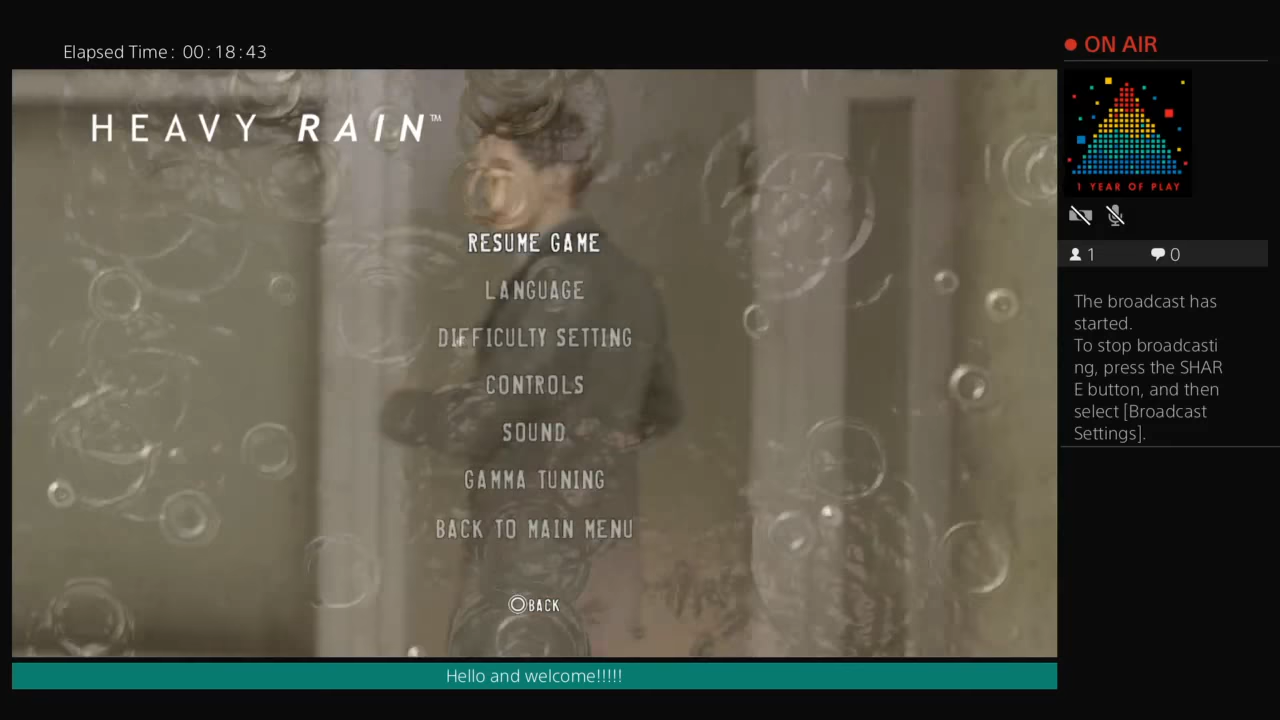 Elapsed Time: 00:18:43
ON AIR
HEAVY RAIN™
1 YEAR OF PLAY
RESUME GAME
LANGUAGE
DIFFICULTY SETTING
CONTROLS
SOUND
GAMMA TUNING
BACK TO MAIN MENU
BACK
1
0
The broadcast has
started.
To stop broadcasti
ng, press the SHAR
E button, and then
select [Broadcast
Settings].
Hello and welcome!!!!!